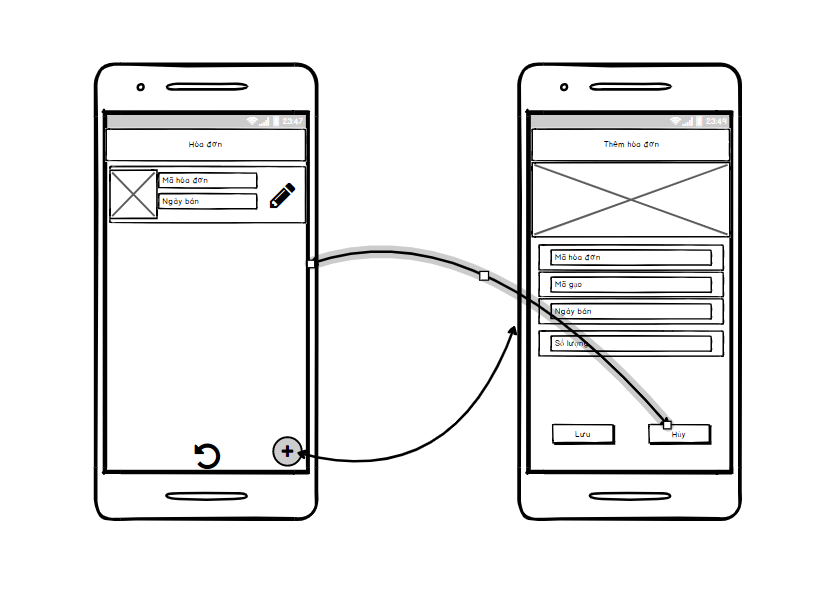 23:47
Hóa đơn
Mã hóa đơn
Ngày bán
23:49
Thêm hóa đơn
Mã hóa đơn
Mã gạo
Ngày bán
Số lượng
Lưu
Hủy